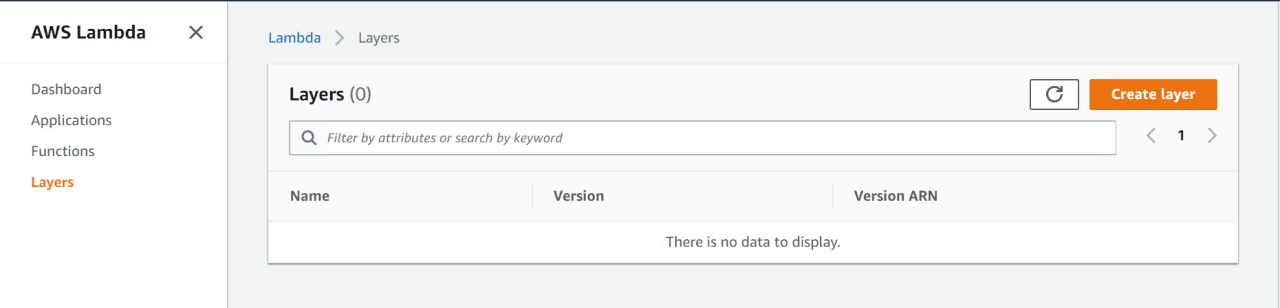 AWS Lambda
Dashboard
Applications
Functions
Layers
Lambda Layers
Layers (0)
Create layer
Filter by attributes or search by keyword
1
Name Version Version ARN
There is no data to display.